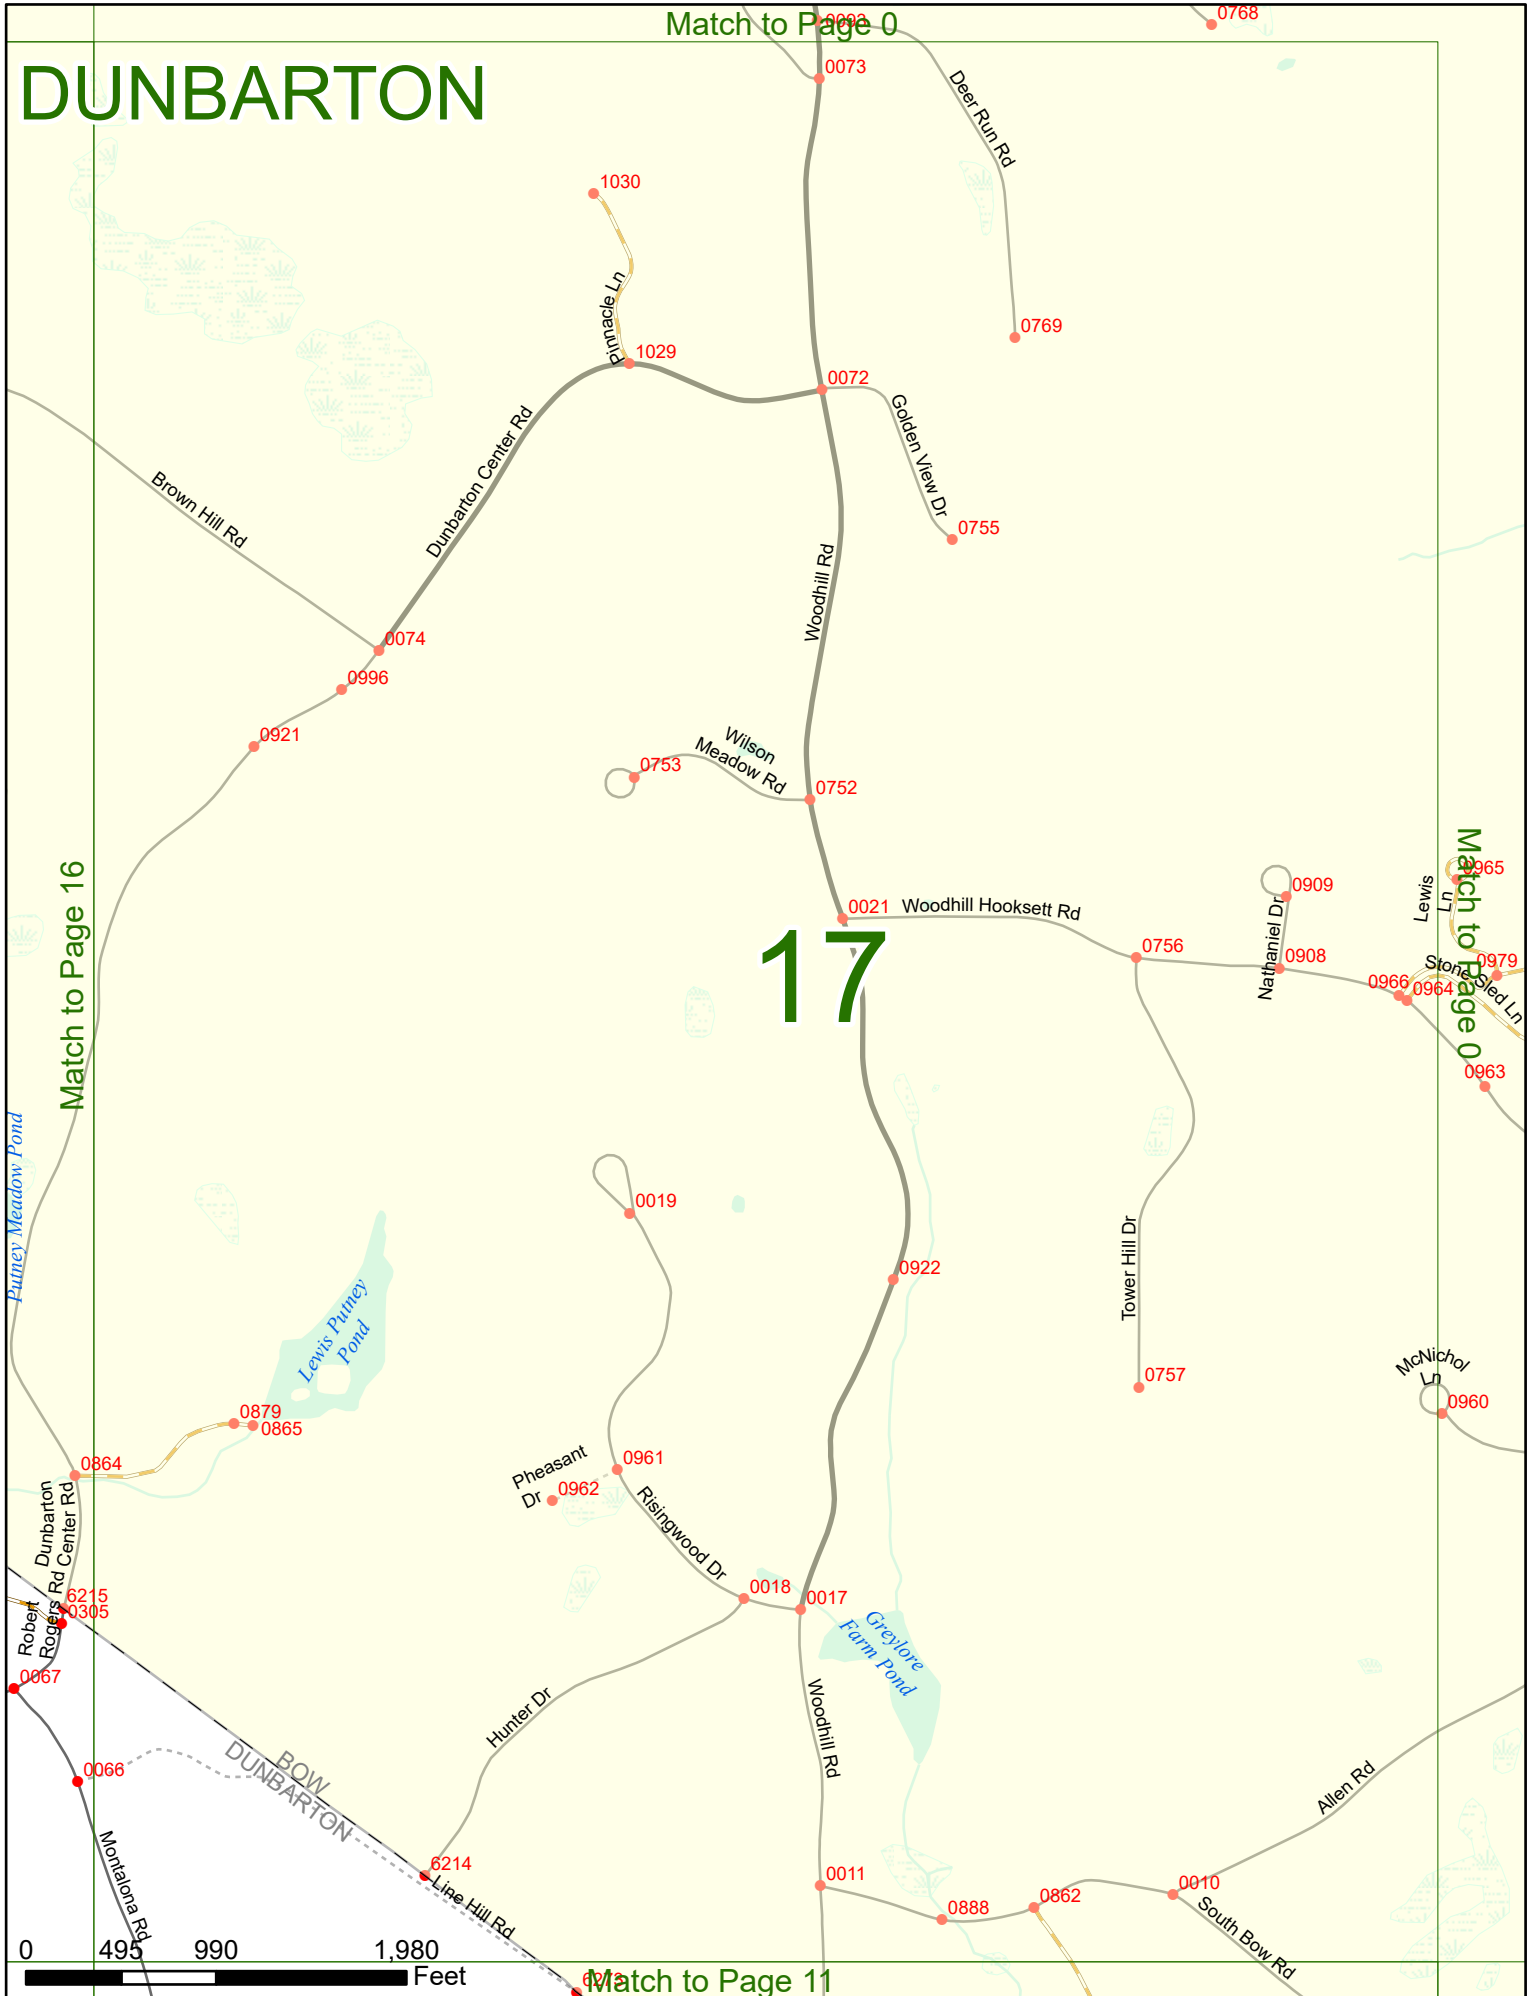 Match to Page 0
0093
0768
DUNBARTON
0073
Deer Run Rd
1030
Pinnacle Ln
0769
1029
0072
Golden View Dr
Dunbarton Center Rd
Brown Hill Rd
0755
Woodhill Rd
0074
0996
0921
Wilson
Meadow Rd
0753
0752
Match to Page 16
Match to Page 0
0965
Lewis
Ln
0909
0021
Woodhill Hooksett Rd
Nathaniel Dr
17
0756
0908
0979
Stone Sled Ln
0966
0964
0963
Putney Meadow Pond
0019
Tower Hill Dr
0922
Lewis Putney
Pond
McNichol
Ln
0757
0960
0879
0865
0864
0961
Pheasant
Dr
0962
Risingwood Dr
Dunbarton
Center Rd
0018
0017
6215
0305
Robert
Rogers Rd
Greylore
Farm Pond
0067
Hunter Dr
Woodhill Rd
0066
BOW
DUNBARTON
Allen Rd
Montalona Rd
6214
Line Hill Rd
0011
0888
0862
0010
South Bow Rd
0 495 990 1,980
Feet
6273
Match to Page 11